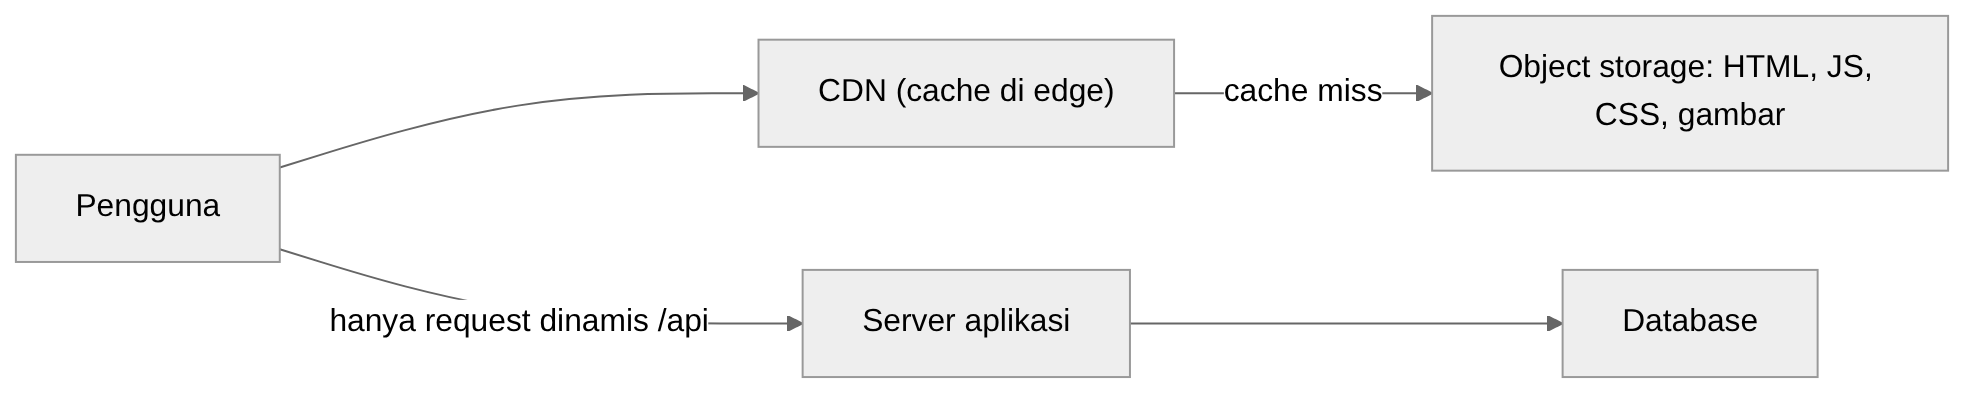 Pengguna
CDN (cache di edge)
cache miss
Object storage: HTML, JS,
CSS, gambar
hanya request dinamis /api
Server aplikasi
Database